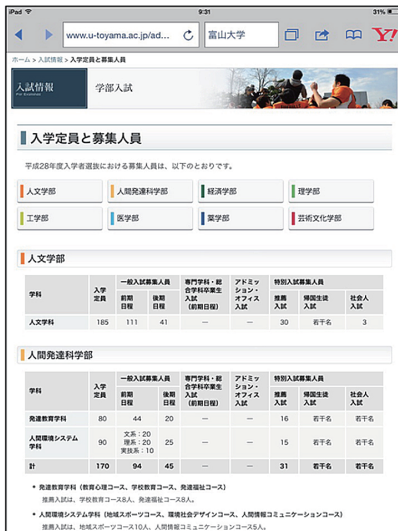 iPad 9:31 31%
www.u-toyama.ac.jp/ad... 富山大学 Y!
ホーム > 入試情報 > 入学定員と募集人員
入試情報 学部入試
入学定員と募集人員
平成28年度入学者選抜における募集人員は、以下のとおりです。
人文学部 人間発達科学部 経済学部 理学部
工学部 医学部 薬学部 芸術文化学部
人文学部
学科 入学定員 一般入試募集人員 前期日程 後期日程 専門学科・総合学科卒業生入試(前期日程) アドミッション・オフィス入試 特別入試募集人員 推薦入試 帰国生徒入試 社会人入試
人文学科 185 111 41 — — 30 若干名 3
人間発達科学部
学科 入学定員 一般入試募集人員 前期日程 後期日程 専門学科・総合学科卒業生入試(前期日程) アドミッション・オフィス入試 特別入試募集人員 推薦入試 帰国生徒入試 社会人入試
発達教育学科 80 44 20 — — 16 若干名 若干名
人間環境システム学科 90 文系:20 理系:20 実技系:10 25 — — 15 若干名 若干名
計 170 94 45 — — 31 若干名 若干名
• 発達教育学科(教育心理コース、学校教育コース、発達福祉コース)
推薦入試は、学校教育コース8人、発達福祉コース8人。
• 人間環境システム学科(地域スポーツコース、環境社会デザインコース、人間情報コミュニケーションコース)
推薦入試は、地域スポーツコース10人、人間情報コミュニケーションコース5人。